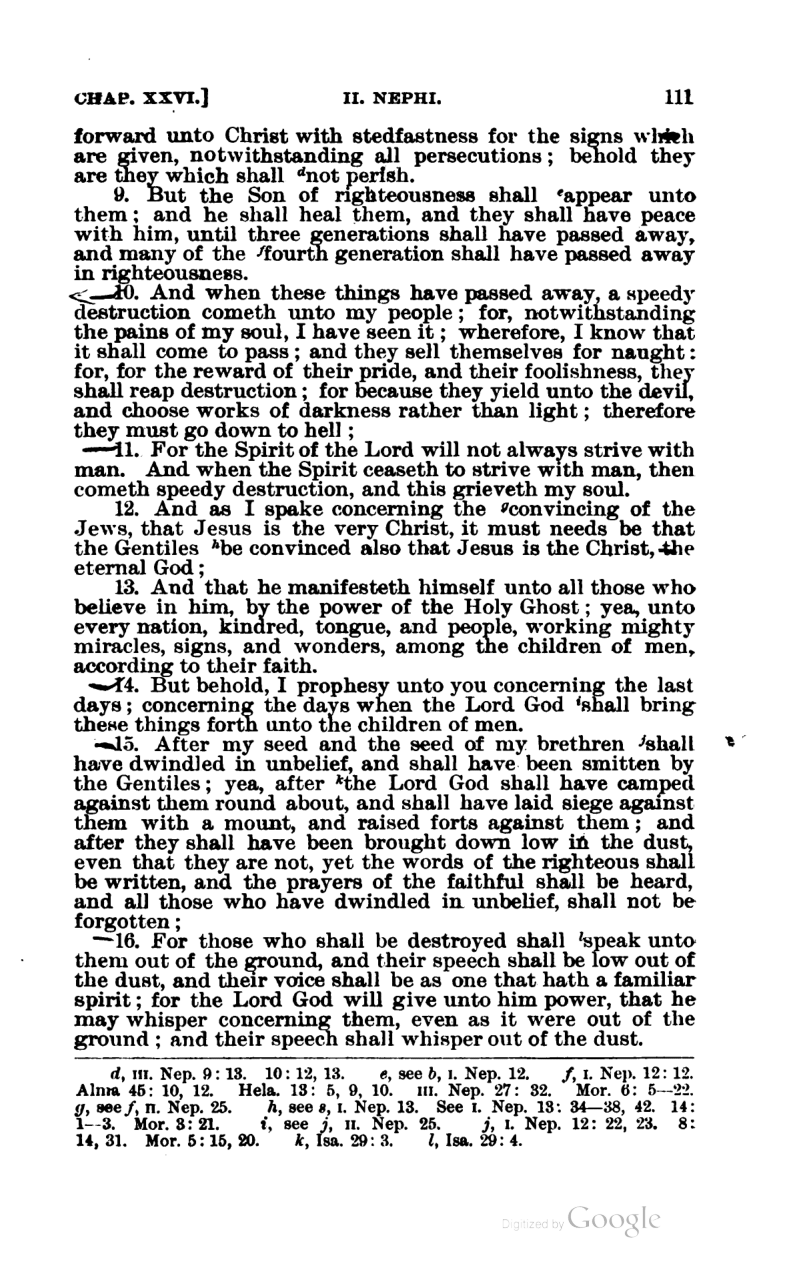 CHAP. XXVI.] II. NEPHI. 111
forward unto Christ with stedfastness for the signs which
are given, notwithstanding all persecutions; behold they
are they which shall ᵈnot perish.
9. But the Son of righteousness shall ᵉappear unto
them; and he shall heal them, and they shall have peace
with him, until three generations shall have passed away,
and many of the ᶠfourth generation shall have passed away
in righteousness.
10. And when these things have passed away, a speedy
destruction cometh unto my people; for, notwithstanding
the pains of my soul, I have seen it; wherefore, I know that
it shall come to pass; and they sell themselves for naught:
for, for the reward of their pride, and their foolishness, they
shall reap destruction; for because they yield unto the devil,
and choose works of darkness rather than light; therefore
they must go down to hell;
11. For the Spirit of the Lord will not always strive with
man. And when the Spirit ceaseth to strive with man, then
cometh speedy destruction, and this grieveth my soul.
12. And as I spake concerning the ᵍconvincing of the
Jews, that Jesus is the very Christ, it must needs be that
the Gentiles ʰbe convinced also that Jesus is the Christ, the
eternal God;
13. And that he manifesteth himself unto all those who
believe in him, by the power of the Holy Ghost; yea, unto
every nation, kindred, tongue, and people, working mighty
miracles, signs, and wonders, among the children of men,
according to their faith.
14. But behold, I prophesy unto you concerning the last
days; concerning the days when the Lord God ⁱshall bring
these things forth unto the children of men.
15. After my seed and the seed of my brethren ʲshall
have dwindled in unbelief, and shall have been smitten by
the Gentiles; yea, after ᵏthe Lord God shall have camped
against them round about, and shall have laid siege against
them with a mount, and raised forts against them; and
after they shall have been brought down low in the dust,
even that they are not, yet the words of the righteous shall
be written, and the prayers of the faithful shall be heard,
and all those who have dwindled in unbelief, shall not be
forgotten;
16. For those who shall be destroyed shall ˡspeak unto
them out of the ground, and their speech shall be low out of
the dust, and their voice shall be as one that hath a familiar
spirit; for the Lord God will give unto him power, that he
may whisper concerning them, even as it were out of the
ground; and their speech shall whisper out of the dust.
d, III. Nep. 9: 13. 10: 12, 13. e, see b, I. Nep. 12. f, I. Nep. 12: 12.
Alma 45: 10, 12. Hela. 13: 5, 9, 10. III. Nep. 27: 32. Mor. 6: 5—22.
g, see f, II. Nep. 25. h, see s, I. Nep. 13. See I. Nep. 13: 34—38, 42. 14:
1--3. Mor. 3: 21. i, see j, II. Nep. 25. j, I. Nep. 12: 22, 23. 8:
14, 31. Mor. 5: 15, 20. k, Isa. 29: 3. l, Isa. 29: 4.
Digitized by Google